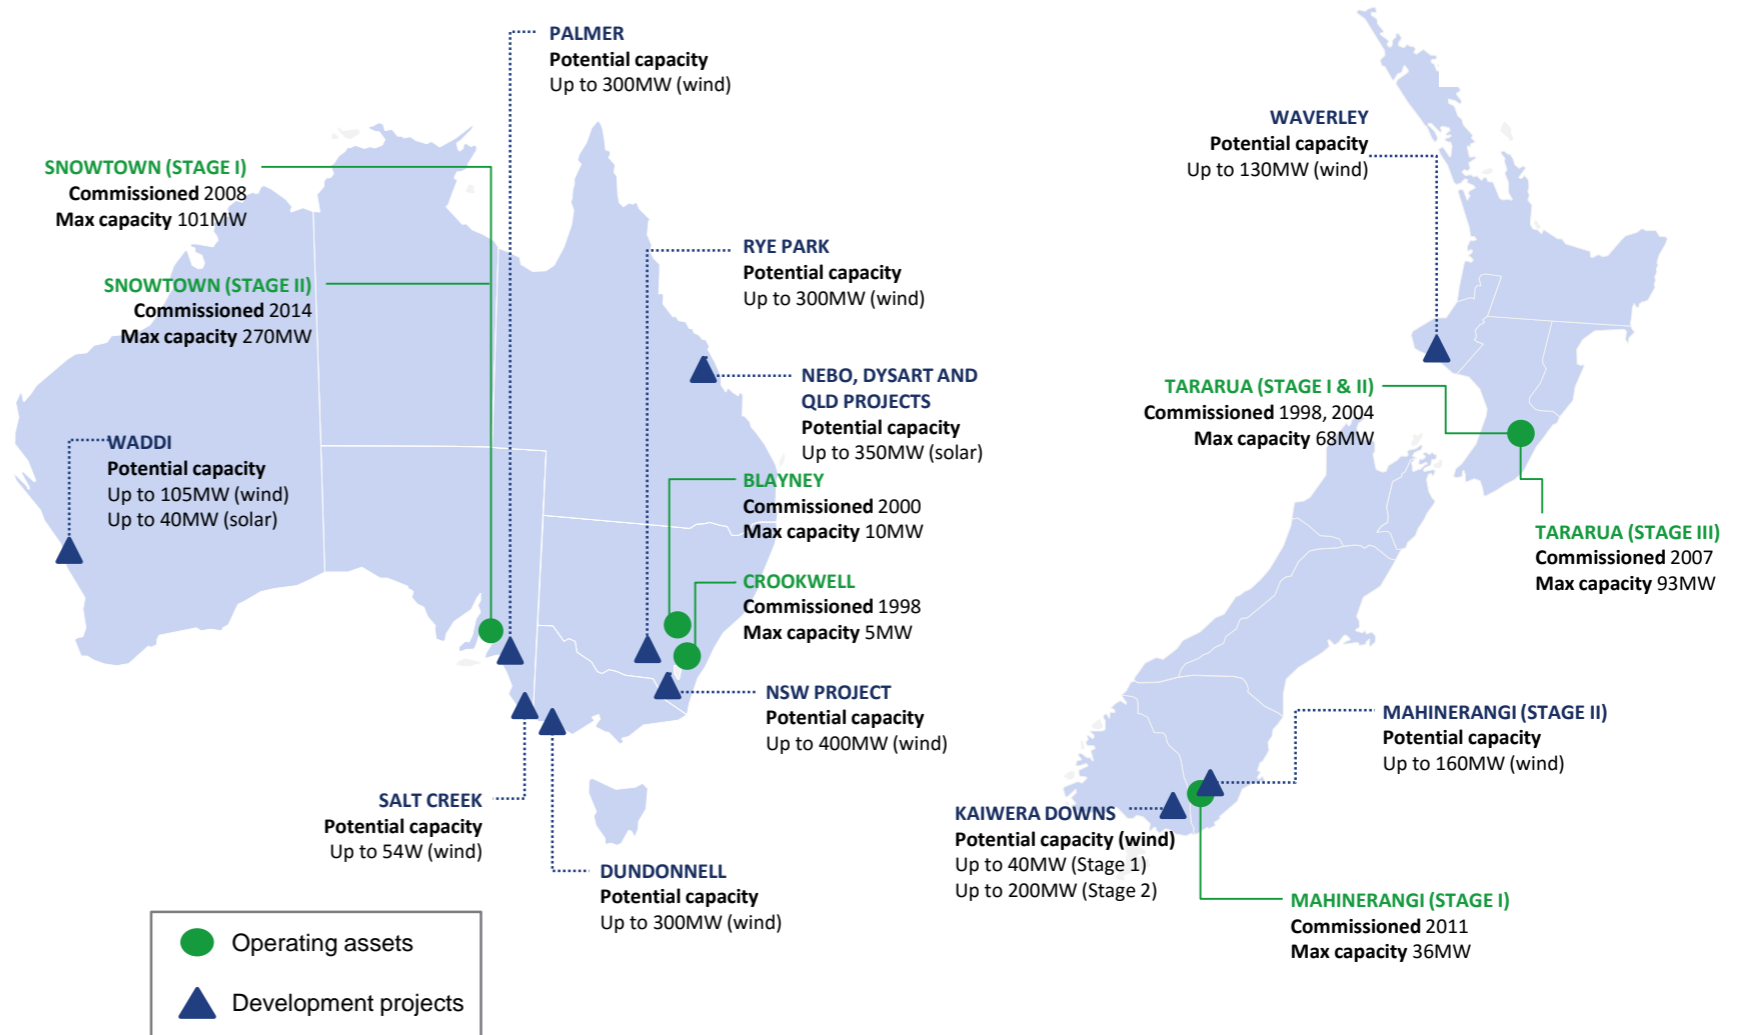 PALMER
Potential capacity
Up to 300MW (wind)
SNOWTOWN (STAGE I)
Commissioned 2008
Max capacity 101MW
SNOWTOWN (STAGE II)
Commissioned 2014
Max capacity 270MW
RYE PARK
Potential capacity
Up to 300MW (wind)
NEBO, DYSART AND
QLD PROJECTS
Potential capacity
Up to 350MW (solar)
WADDI
Potential capacity
Up to 105MW (wind)
Up to 40MW (solar)
BLAYNEY
Commissioned 2000
Max capacity 10MW
CROOKWELL
Commissioned 1998
Max capacity 5MW
NSW PROJECT
Potential capacity
Up to 400MW (wind)
SALT CREEK
Potential capacity
Up to 54W (wind)
DUNDONNELL
Potential capacity
Up to 300MW (wind)
WAVERLEY
Potential capacity
Up to 130MW (wind)
TARARUA (STAGE I & II)
Commissioned 1998, 2004
Max capacity 68MW
TARARUA (STAGE III)
Commissioned 2007
Max capacity 93MW
MAHINERANGI (STAGE II)
Potential capacity
Up to 160MW (wind)
KAIWERA DOWNS
Potential capacity (wind)
Up to 40MW (Stage 1)
Up to 200MW (Stage 2)
MAHINERANGI (STAGE I)
Commissioned 2011
Max capacity 36MW
Operating assets
Development projects